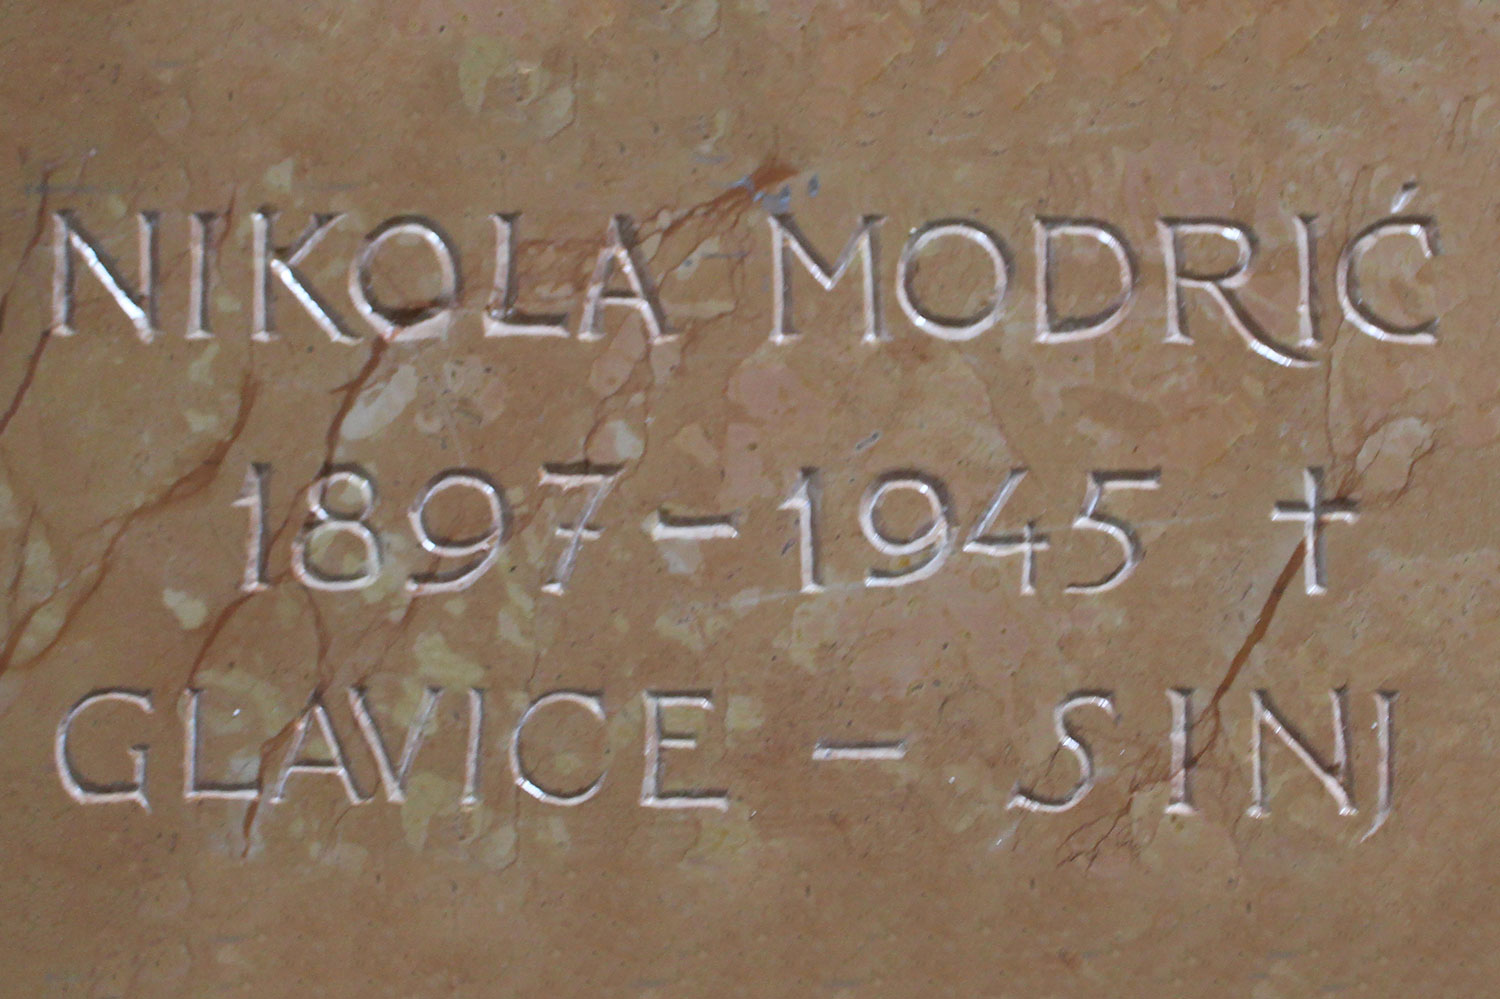 NIKOLA MODRIĆ
1897-1945 †
GLAVICE - SINJ